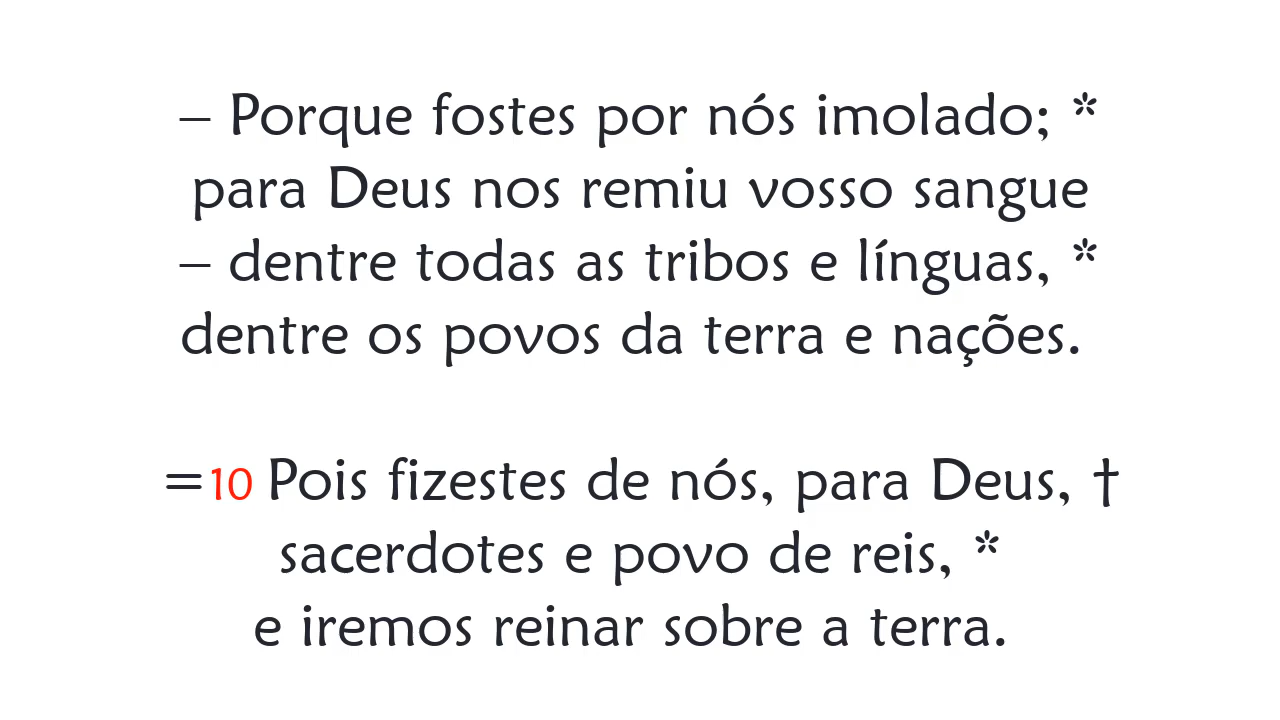 – Porque fostes por nós imolado; *
para Deus nos remiu vosso sangue
– dentre todas as tribos e línguas, *
dentre os povos da terra e nações.
=10 Pois fizestes de nós, para Deus, †
sacerdotes e povo de reis, *
e iremos reinar sobre a terra.